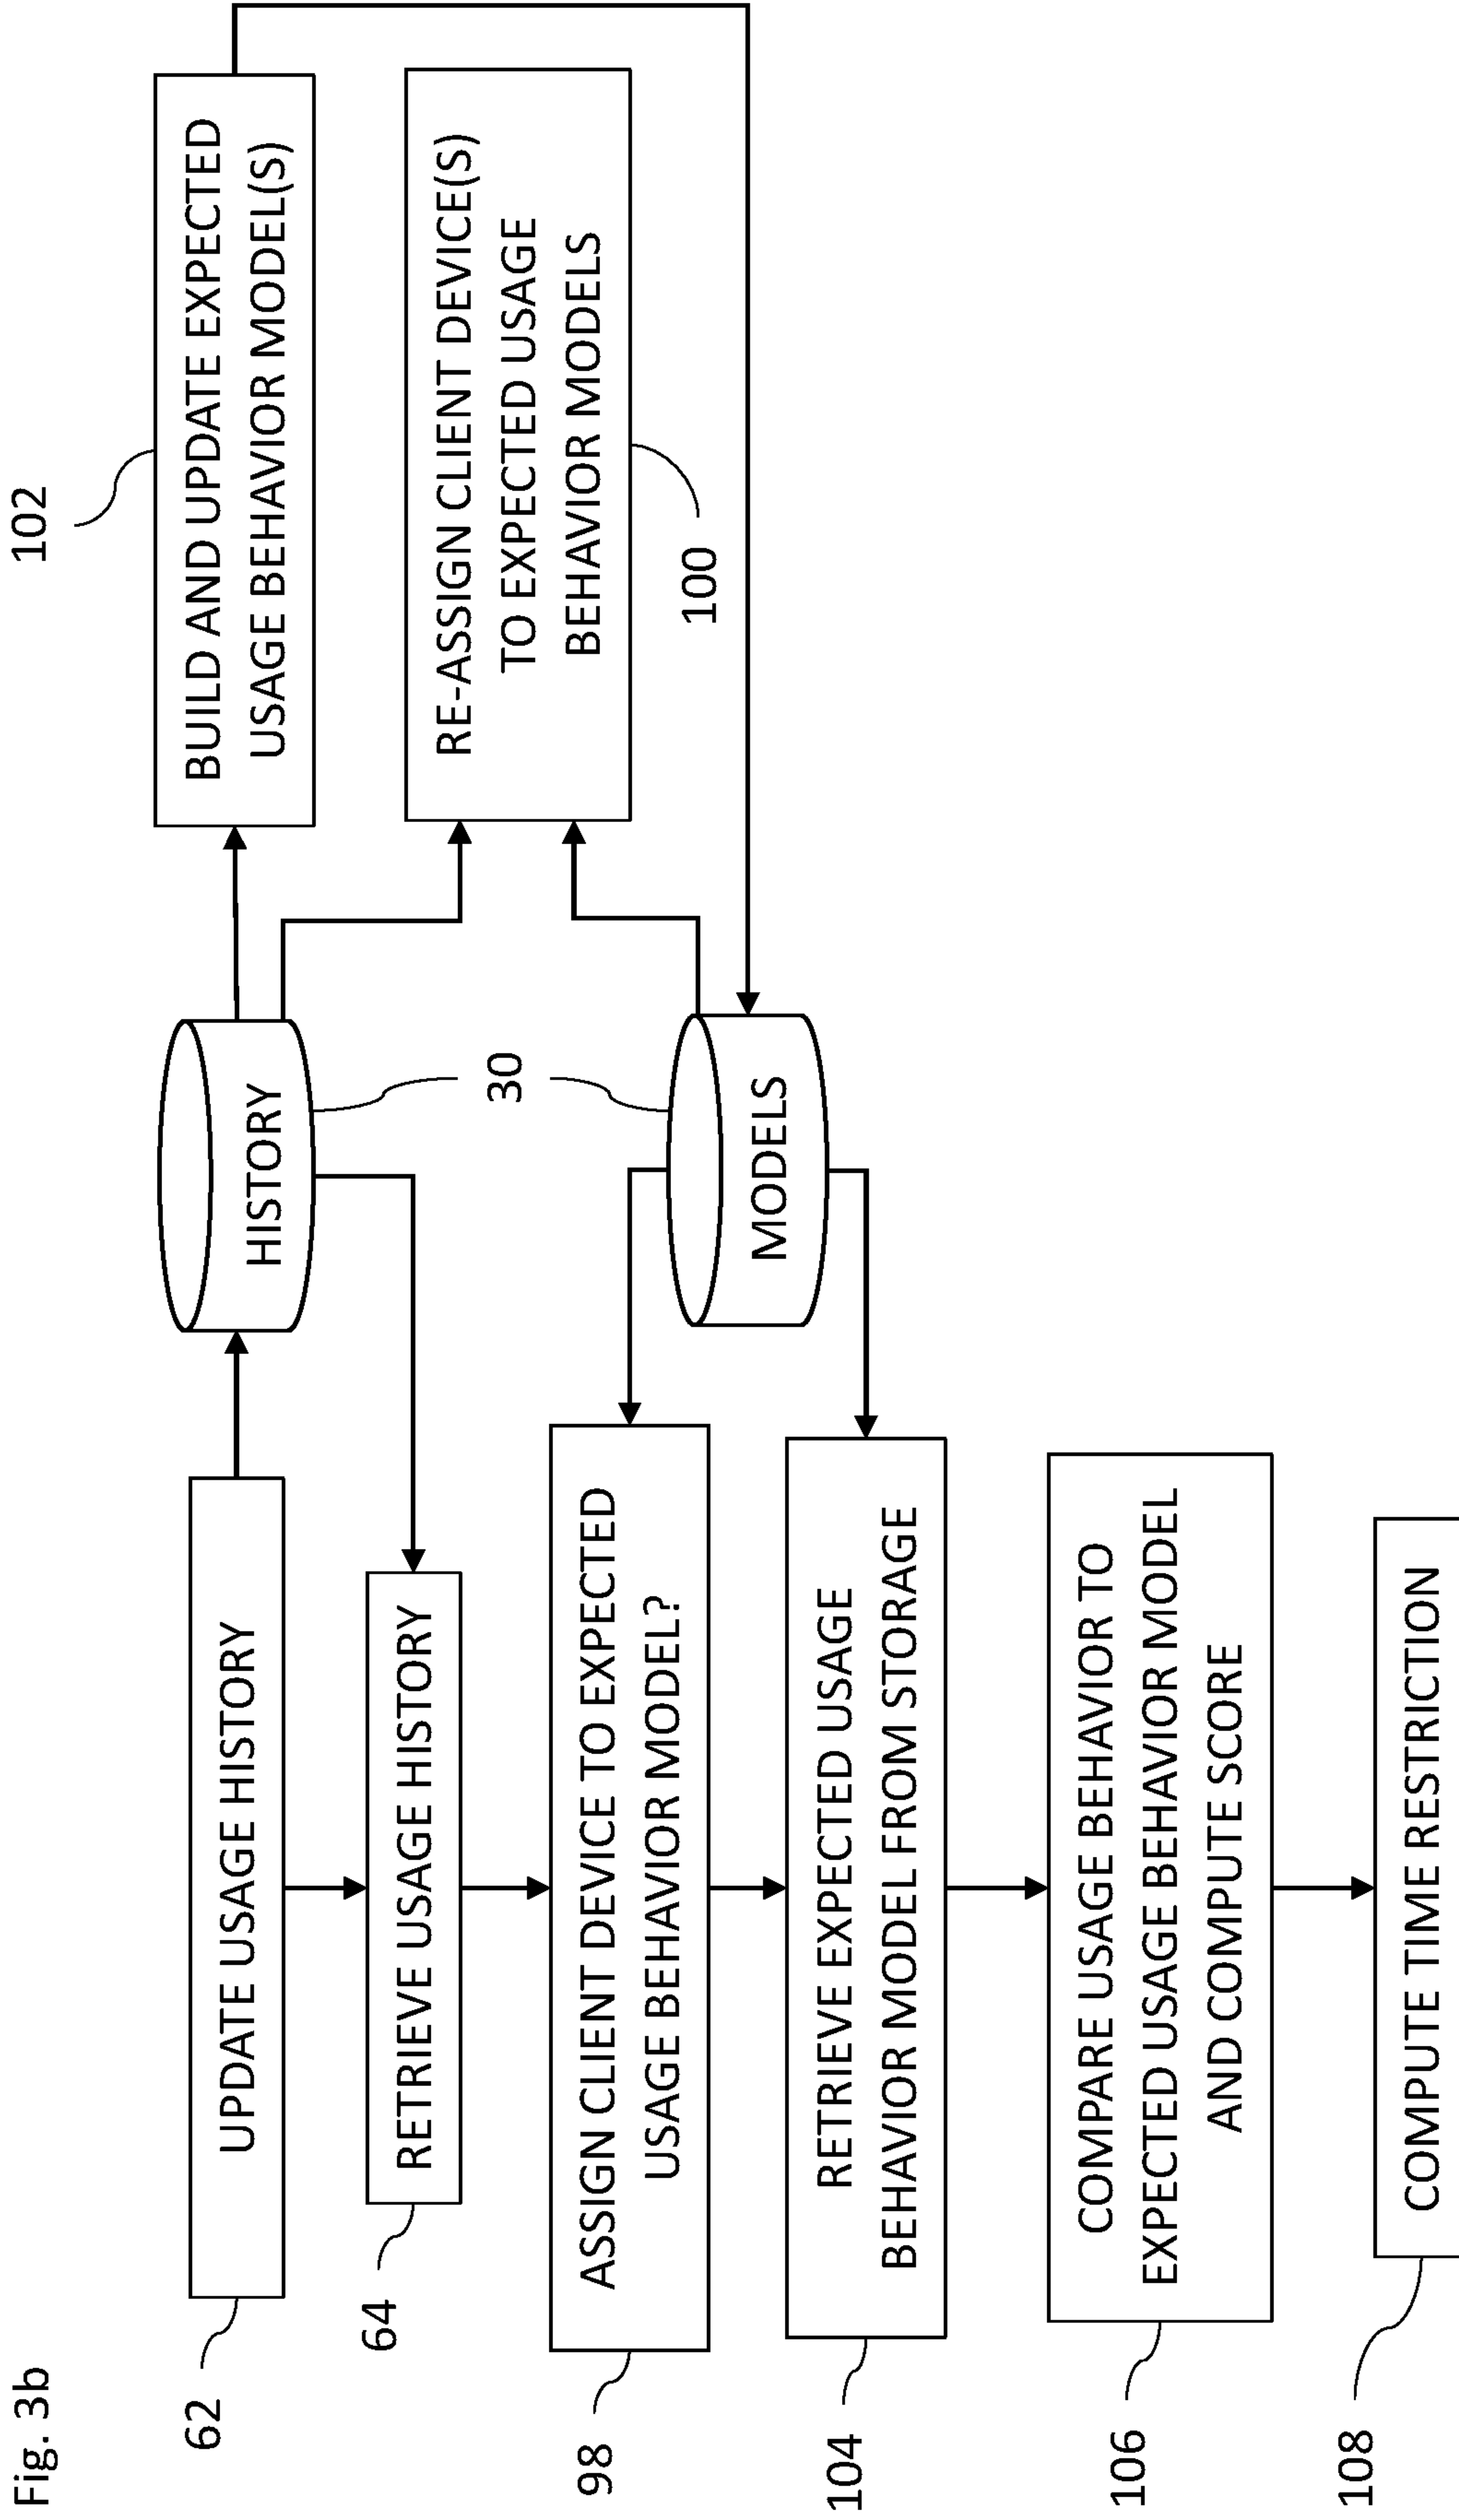 Fig. 3b
102
BUILD AND UPDATE EXPECTED
USAGE BEHAVIOR MODEL(S)
62
UPDATE USAGE HISTORY
HISTORY
64
RETRIEVE USAGE HISTORY
30
RE-ASSIGN CLIENT DEVICE(S)
TO EXPECTED USAGE
BEHAVIOR MODELS
100
98
ASSIGN CLIENT DEVICE TO EXPECTED
USAGE BEHAVIOR MODEL?
MODELS
104
RETRIEVE EXPECTED USAGE
BEHAVIOR MODEL FROM STORAGE
106
COMPARE USAGE BEHAVIOR TO
EXPECTED USAGE BEHAVIOR MODEL
AND COMPUTE SCORE
108
COMPUTE TIME RESTRICTION